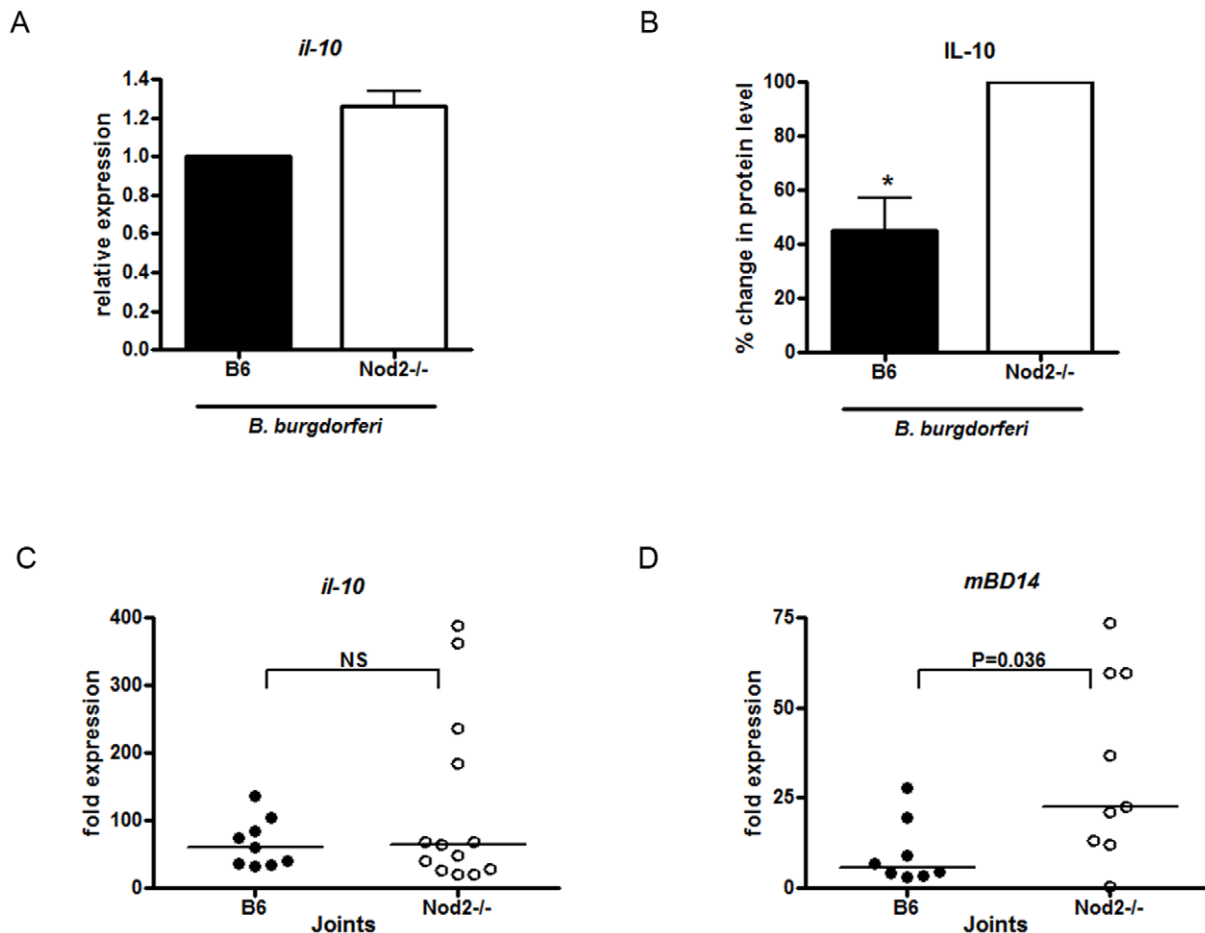 A
il-10
relative expression
1.4
1.2
1.0
0.8
0.6
0.4
0.2
0.0
B6 Nod2-/-
B. burgdorferi
B
IL-10
% change in protein level
100
80
60
40
20
0
*
B6 Nod2-/-
B. burgdorferi
C
il-10
fold expression
400
300
200
100
0
NS
B6 Nod2-/-
Joints
D
mBD14
fold expression
75
50
25
0
P=0.036
B6 Nod2-/-
Joints